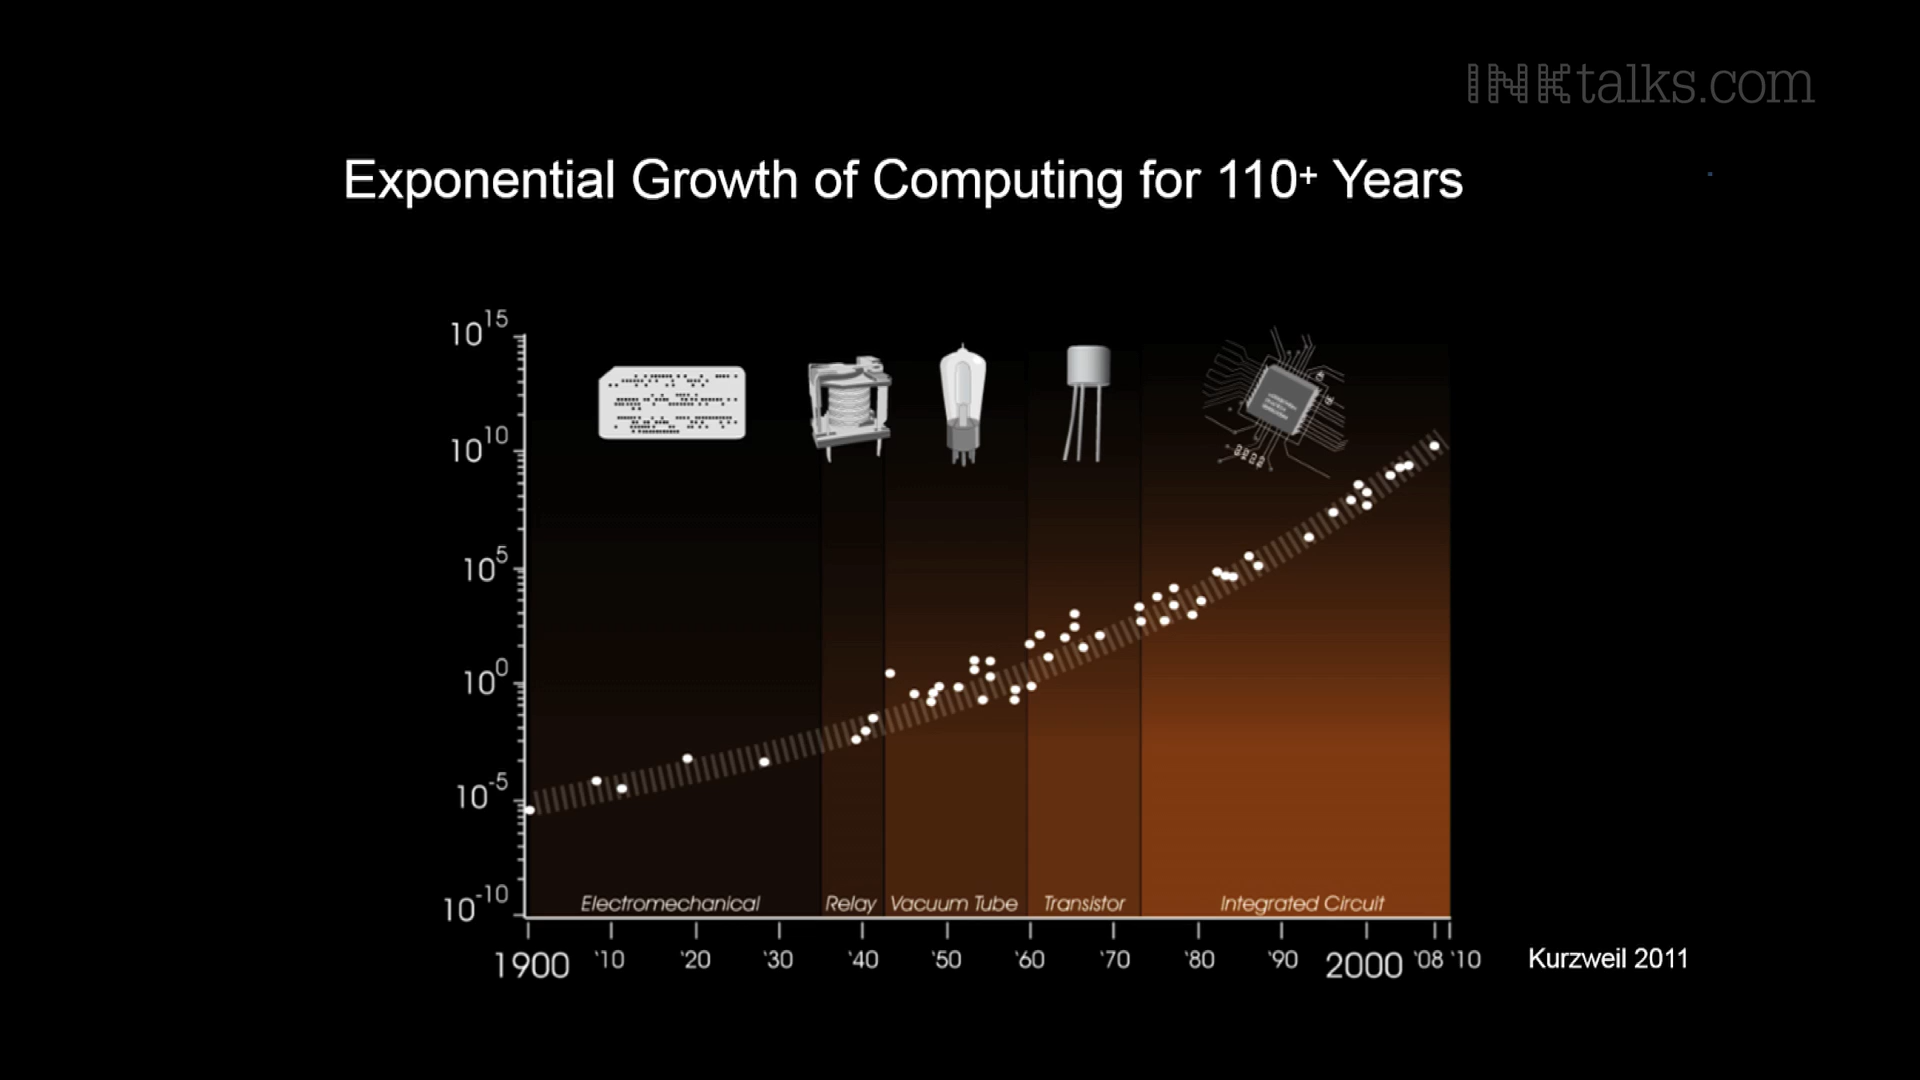 INKtalks.com
Exponential Growth of Computing for 110+ Years
10^15
10^10
10^5
10^0
10^-5
10^-10
Electromechanical Relay Vacuum Tube Transistor Integrated Circuit
1900 '10 '20 '30 '40 '50 '60 '70 '80 '90 2000 '08 '10
Kurzweil 2011